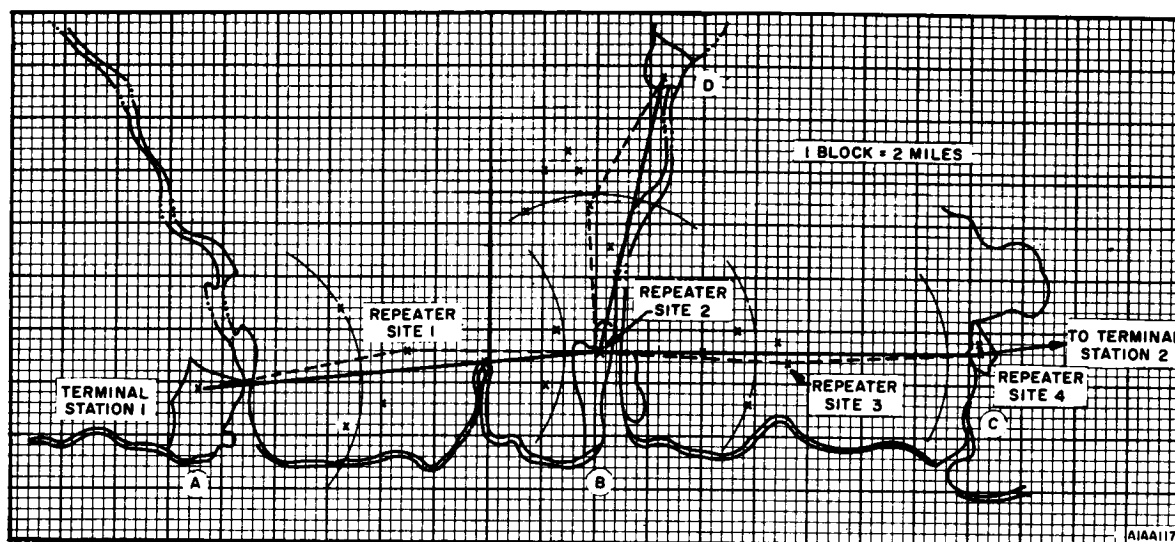 D
1 BLOCK = 2 MILES
REPEATER
SITE 1
REPEATER
SITE 2
TO TERMINAL
STATION 2
TERMINAL
STATION 1
REPEATER
SITE 3
REPEATER
SITE 4
A
B
C